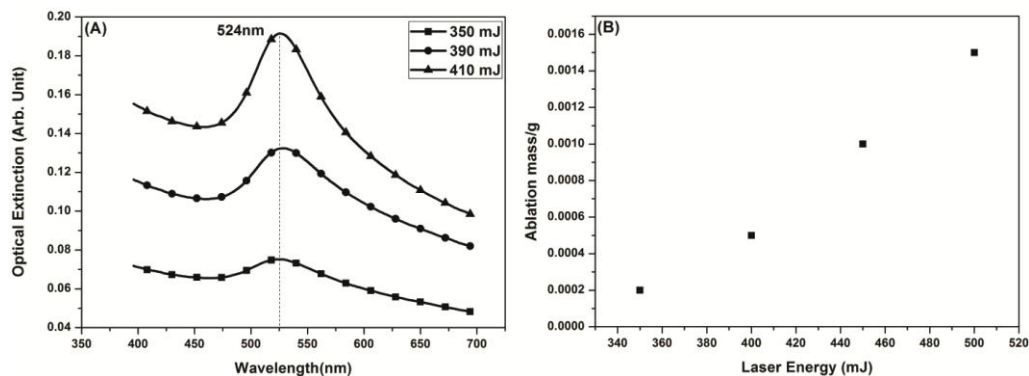 (A)
524nm
350 mJ
390 mJ
410 mJ
Optical Extinction (Arb. Unit)
0.20
0.18
0.16
0.14
0.12
0.10
0.08
0.06
0.04
350 400 450 500 550 600 650 700
Wavelength(nm)
(B)
Ablation mass/g
0.0016
0.0014
0.0012
0.0010
0.0008
0.0006
0.0004
0.0002
0.0000
340 360 380 400 420 440 460 480 500 520
Laser Energy (mJ)